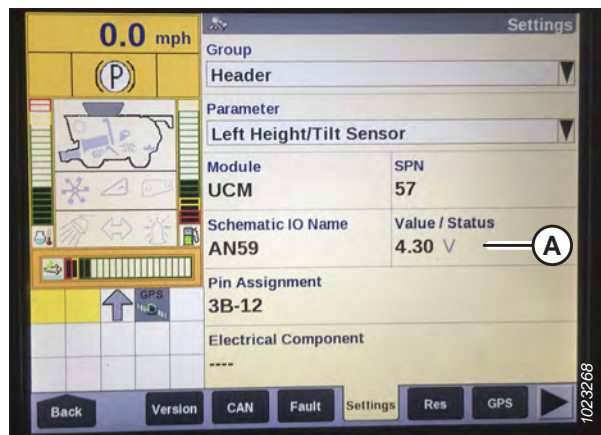 0.0 mph
Settings
(P)
Group
Header
Parameter
Left Height/Tilt Sensor
Module
SPN
UCM
57
Schematic IO Name
Value / Status
AN59
4.30 V
A
Pin Assignment
3B-12
GPS
Electrical Component
----
Back
Version
CAN
Fault
Settings
Res
GPS
1023268